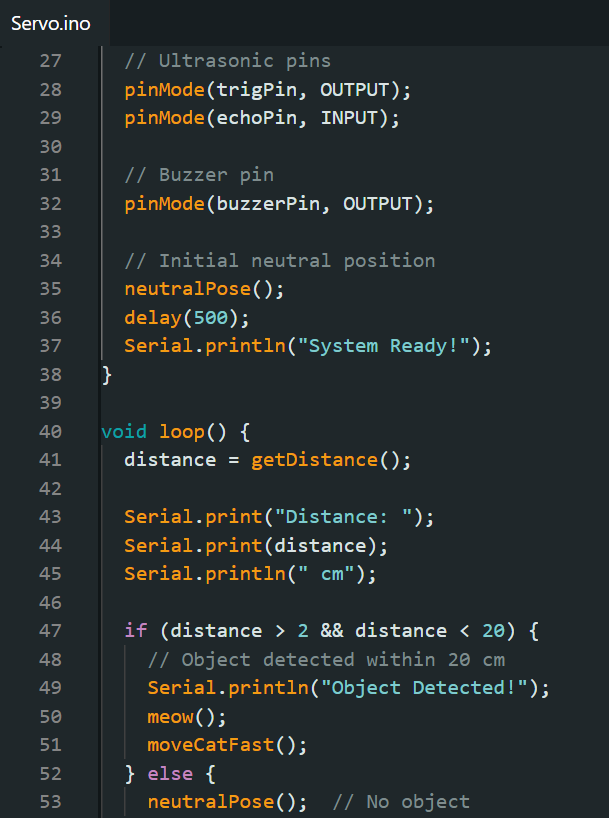 Servo.ino
27 // Ultrasonic pins
28 pinMode(trigPin, OUTPUT);
29 pinMode(echoPin, INPUT);
30
31 // Buzzer pin
32 pinMode(buzzerPin, OUTPUT);
33
34 // Initial neutral position
35 neutralPose();
36 delay(500);
37 Serial.println("System Ready!");
38 }
39
40 void loop() {
41 distance = getDistance();
42
43 Serial.print("Distance: ");
44 Serial.print(distance);
45 Serial.println(" cm");
46
47 if (distance > 2 && distance < 20) {
48 // Object detected within 20 cm
49 Serial.println("Object Detected!");
50 meow();
51 moveCatFast();
52 } else {
53 neutralPose();  // No object